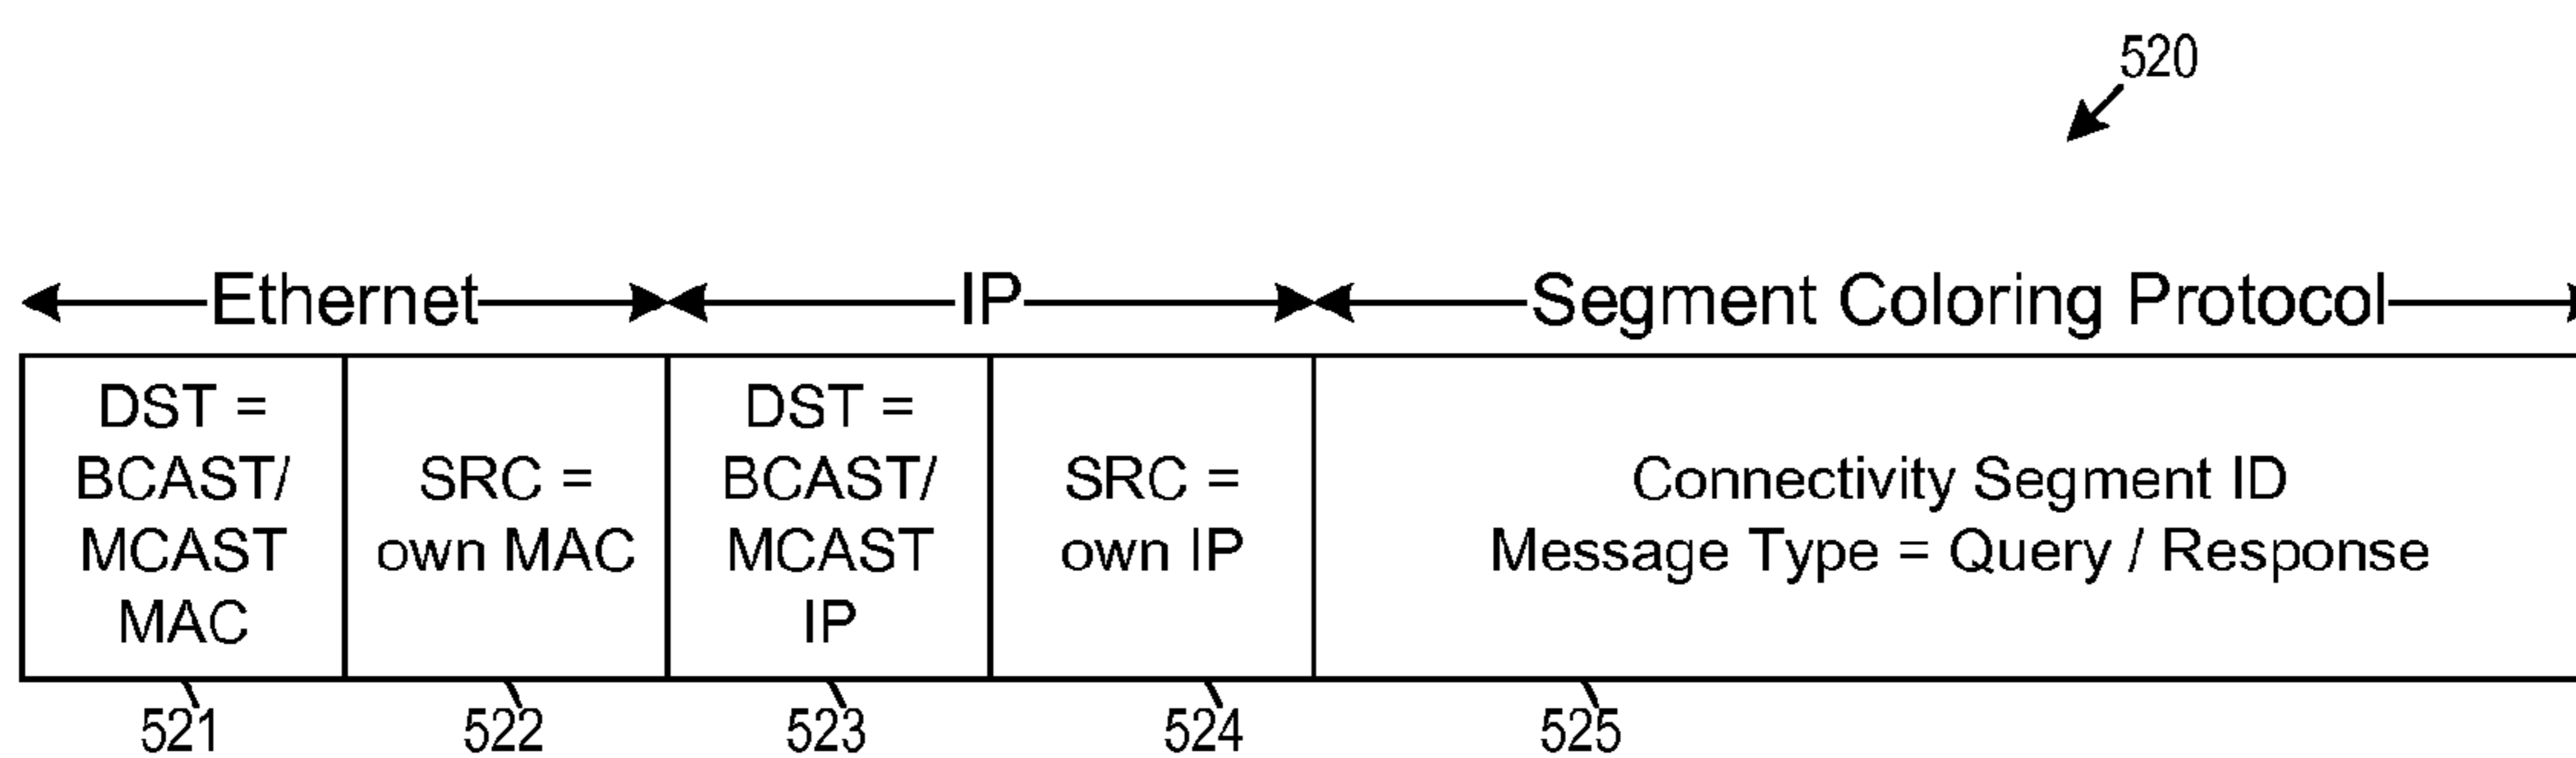 520
Ethernet IP Segment Coloring Protocol
DST =
BCAST/
MCAST
MAC
SRC =
own MAC
DST =
BCAST/
MCAST
IP
SRC =
own IP
Connectivity Segment ID
Message Type = Query / Response
521 522 523 524 525